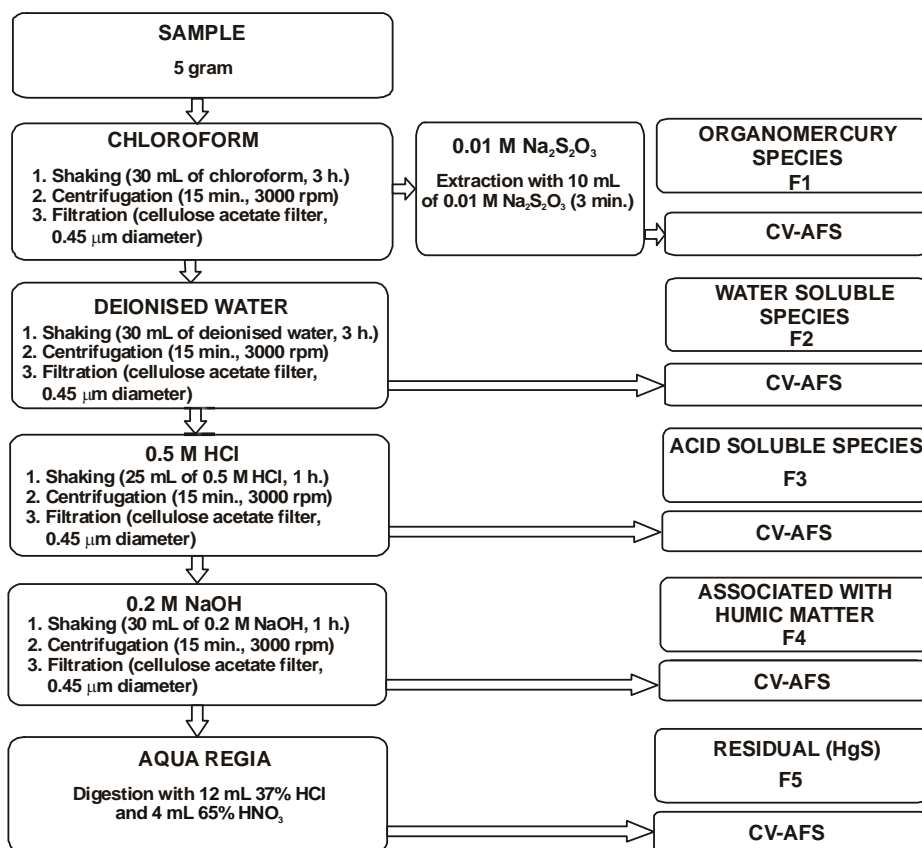 SAMPLE
5 gram
CHLOROFORM
1. Shaking (30 mL of chloroform, 3 h.)
2. Centrifugation (15 min., 3000 rpm)
3. Filtration (cellulose acetate filter,
0.45 μm diameter)
0.01 M Na₂S₂O₃
Extraction with 10 mL
of 0.01 M Na₂S₂O₃ (3 min.)
ORGANOMERCURY
SPECIES
F1
CV-AFS
DEIONISED WATER
1. Shaking (30 mL of deionised water, 3 h.)
2. Centrifugation (15 min., 3000 rpm)
3. Filtration (cellulose acetate filter,
0.45 μm diameter)
WATER SOLUBLE
SPECIES
F2
CV-AFS
0.5 M HCl
1. Shaking (25 mL of 0.5 M HCl, 1 h.)
2. Centrifugation (15 min., 3000 rpm)
3. Filtration (cellulose acetate filter,
0.45 μm diameter)
ACID SOLUBLE SPECIES
F3
CV-AFS
0.2 M NaOH
1. Shaking (30 mL of 0.2 M NaOH, 1 h.)
2. Centrifugation (15 min., 3000 rpm)
3. Filtration (cellulose acetate filter,
0.45 μm diameter)
ASSOCIATED WITH
HUMIC MATTER
F4
CV-AFS
AQUA REGIA
Digestion with 12 mL 37% HCl
and 4 mL 65% HNO₃
RESIDUAL (HgS)
F5
CV-AFS